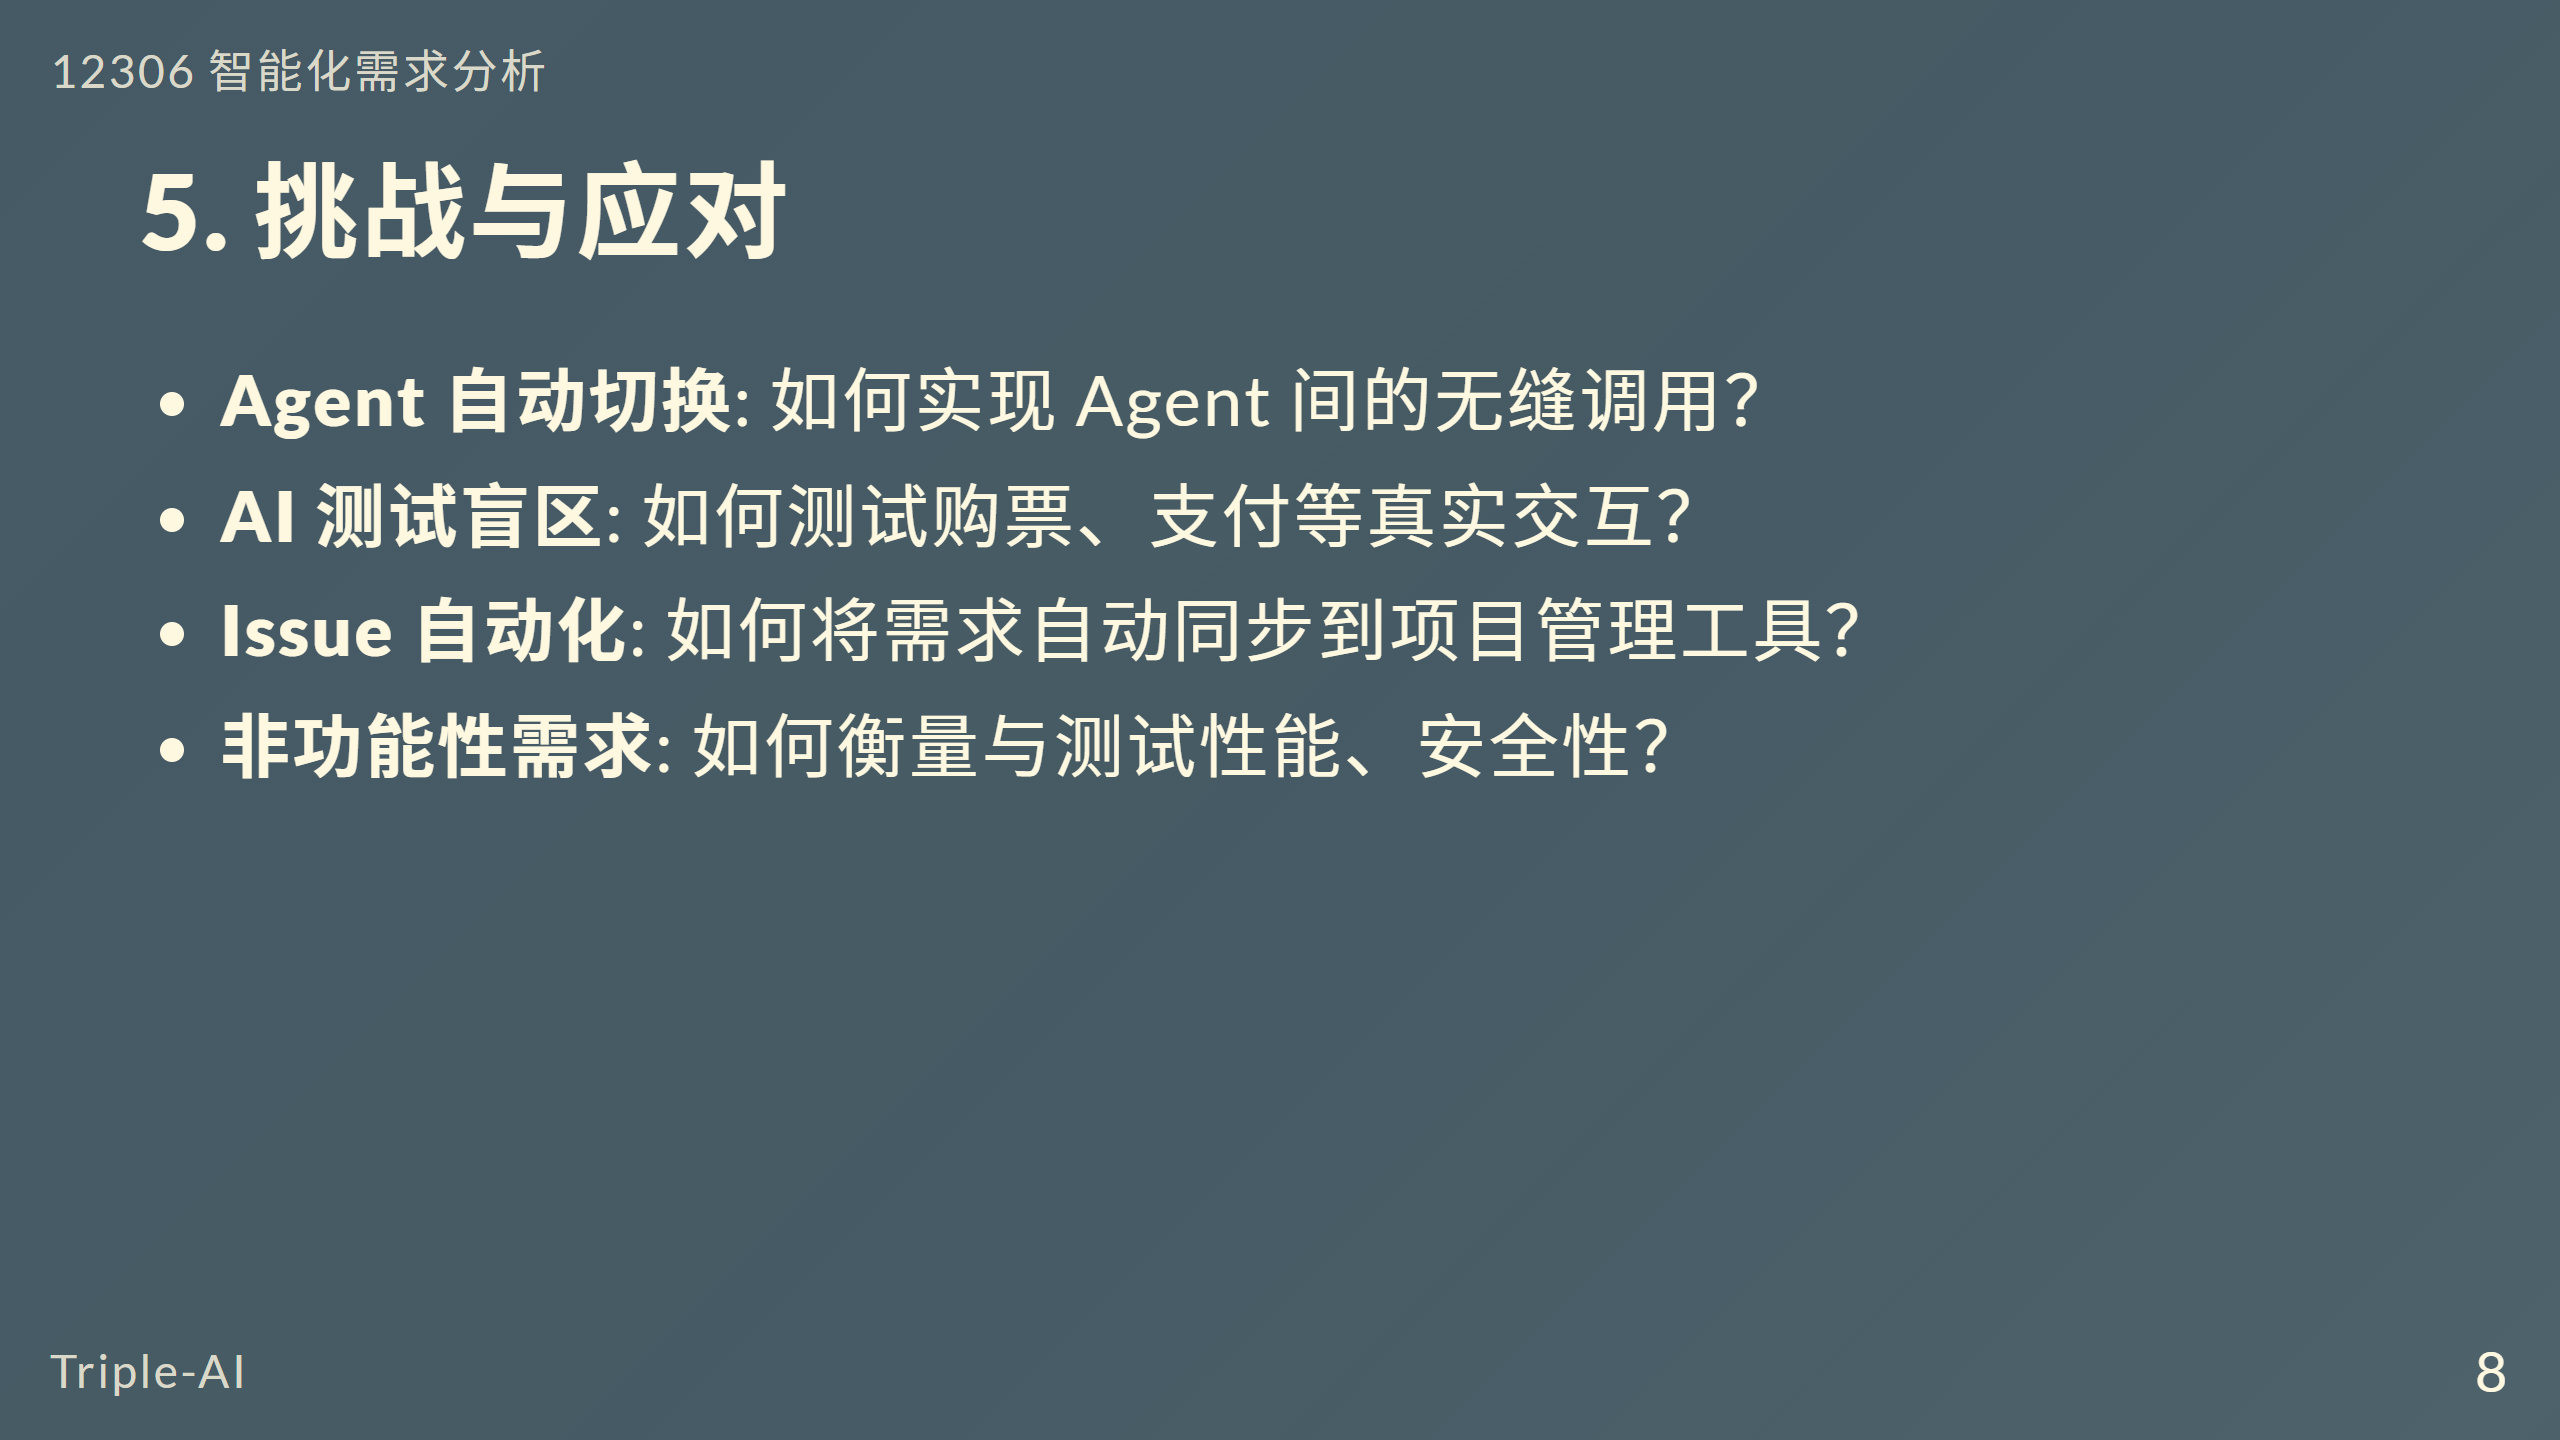 12306 智能化需求分析
5. 挑战与应对
• Agent 自动切换: 如何实现 Agent 间的无缝调用?
• AI 测试盲区: 如何测试购票、支付等真实交互?
• Issue 自动化: 如何将需求自动同步到项目管理工具?
• 非功能性需求: 如何衡量与测试性能、安全性?
Triple-AI
8